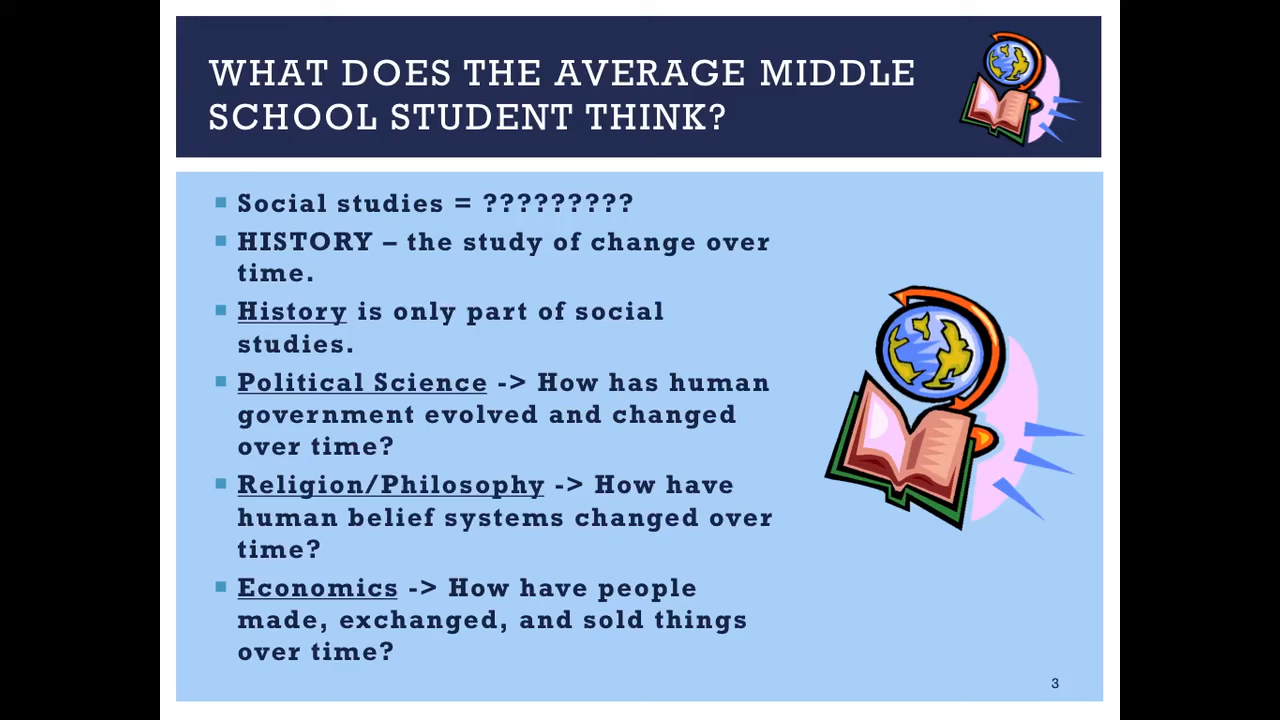 WHAT DOES THE AVERAGE MIDDLE
SCHOOL STUDENT THINK?
Social studies = ?????????
HISTORY – the study of change over
time.
History is only part of social
studies.
Political Science -> How has human
government evolved and changed
over time?
Religion/Philosophy -> How have
human belief systems changed over
time?
Economics -> How have people
made, exchanged, and sold things
over time?
3